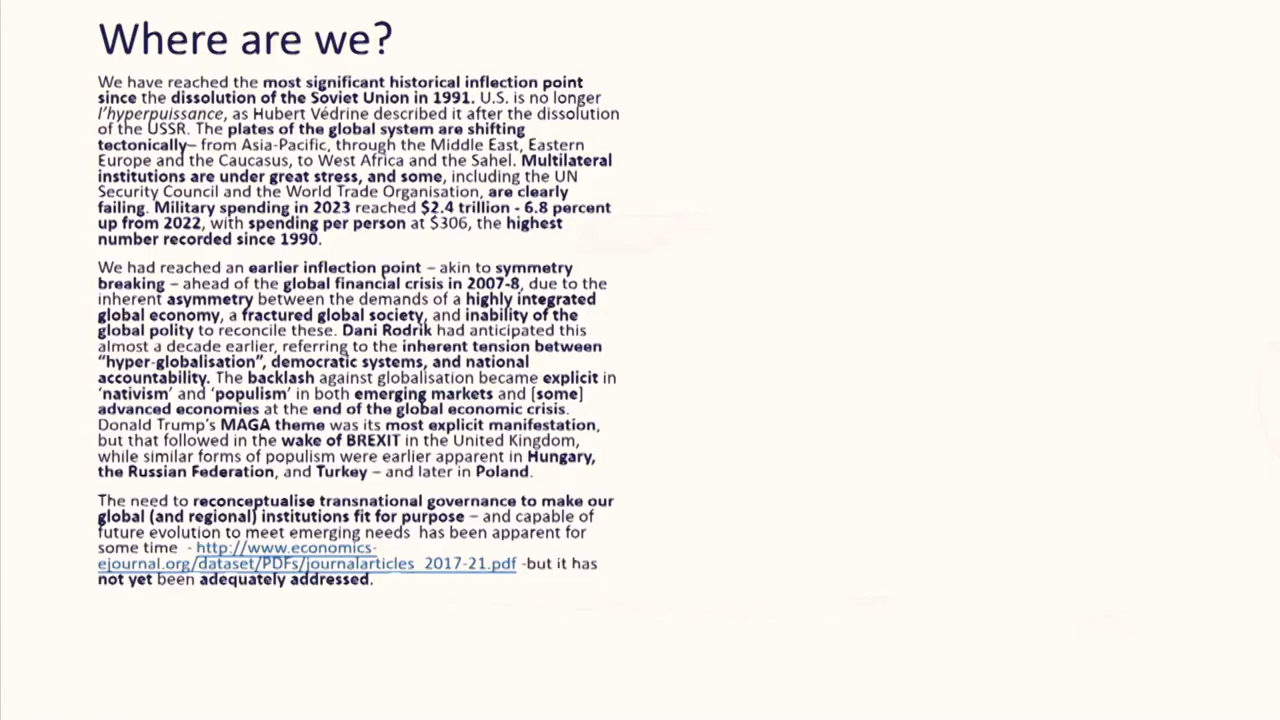 Where are we?
We have reached the most significant historical inflection point
since the dissolution of the Soviet Union in 1991. U.S. is no longer
l'hyperpuissance, as Hubert Védrine described it after the dissolution
of the USSR. The plates of the global system are shifting
tectonically– from Asia-Pacific, through the Middle East, Eastern
Europe and the Caucasus, to West Africa and the Sahel. Multilateral
institutions are under great stress, and some, including the UN
Security Council and the World Trade Organisation, are clearly
failing. Military spending in 2023 reached $2.4 trillion - 6.8 percent
up from 2022, with spending per person at $306, the highest
number recorded since 1990.
We had reached an earlier inflection point – akin to symmetry
breaking – ahead of the global financial crisis in 2007-8, due to the
inherent asymmetry between the demands of a highly integrated
global economy, a fractured global society, and inability of the
global polity to reconcile these. Dani Rodrik had anticipated this
almost a decade earlier, referring to the inherent tension between
“hyper-globalisation”, democratic systems, and national
accountability. The backlash against globalisation became explicit in
‘nativism’ and ‘populism’ in both emerging markets and [some]
advanced economies at the end of the global economic crisis.
Donald Trump’s MAGA theme was its most explicit manifestation,
but that followed in the wake of BREXIT in the United Kingdom,
while similar forms of populism were earlier apparent in Hungary,
the Russian Federation, and Turkey – and later in Poland.
The need to reconceptualise transnational governance to make our
global (and regional) institutions fit for purpose – and capable of
future evolution to meet emerging needs has been apparent for
some time - http://www.economics-
ejournal.org/dataset/PDFs/journalarticles_2017-21.pdf -but it has
not yet been adequately addressed.